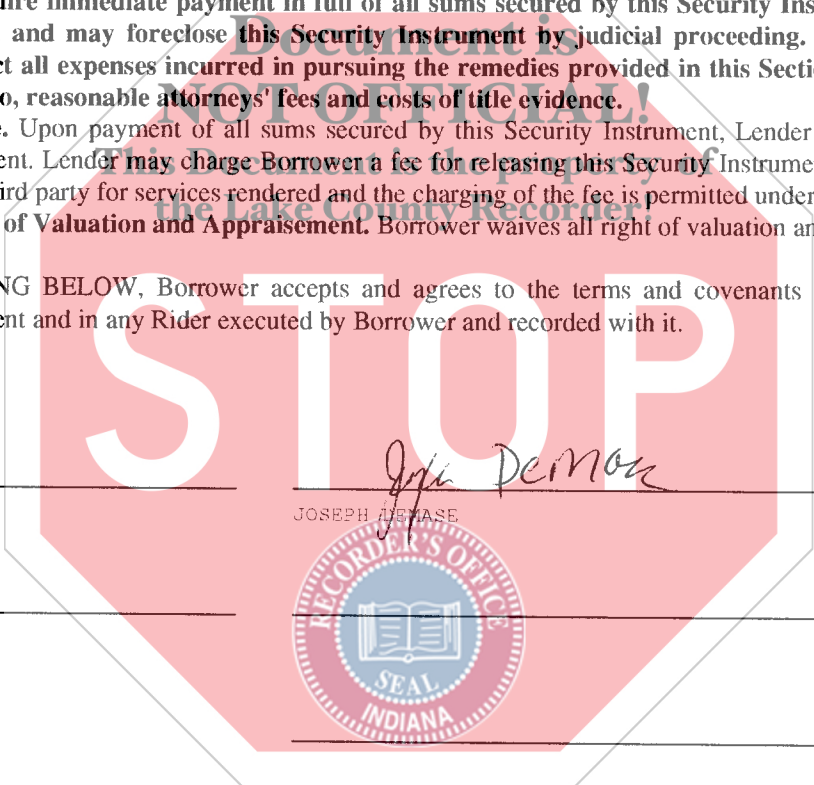 ire immediate payment in full of all sums secured by this Security Ins
Document is
and may foreclose this Security Instrument by judicial proceeding.
ct all expenses incurred in pursuing the remedies provided in this Secti
NOT OFFICIAL!
o, reasonable attorneys' fees and costs of title evidence.
e. Upon payment of all sums secured by this Security Instrument, Lender
This Document is the property of
ent. Lender may charge Borrower a fee for releasing this Security Instrume
ird party for services rendered and the charging of the fee is permitted under
the Lake County Recorder!
of Valuation and Appraisement. Borrower waives all right of valuation an
NG BELOW, Borrower accepts and agrees to the terms and covenants
ent and in any Rider executed by Borrower and recorded with it.
STOP
JOSEPH DEMASE
RECORDER'S OFFICE
SEAL
INDIANA